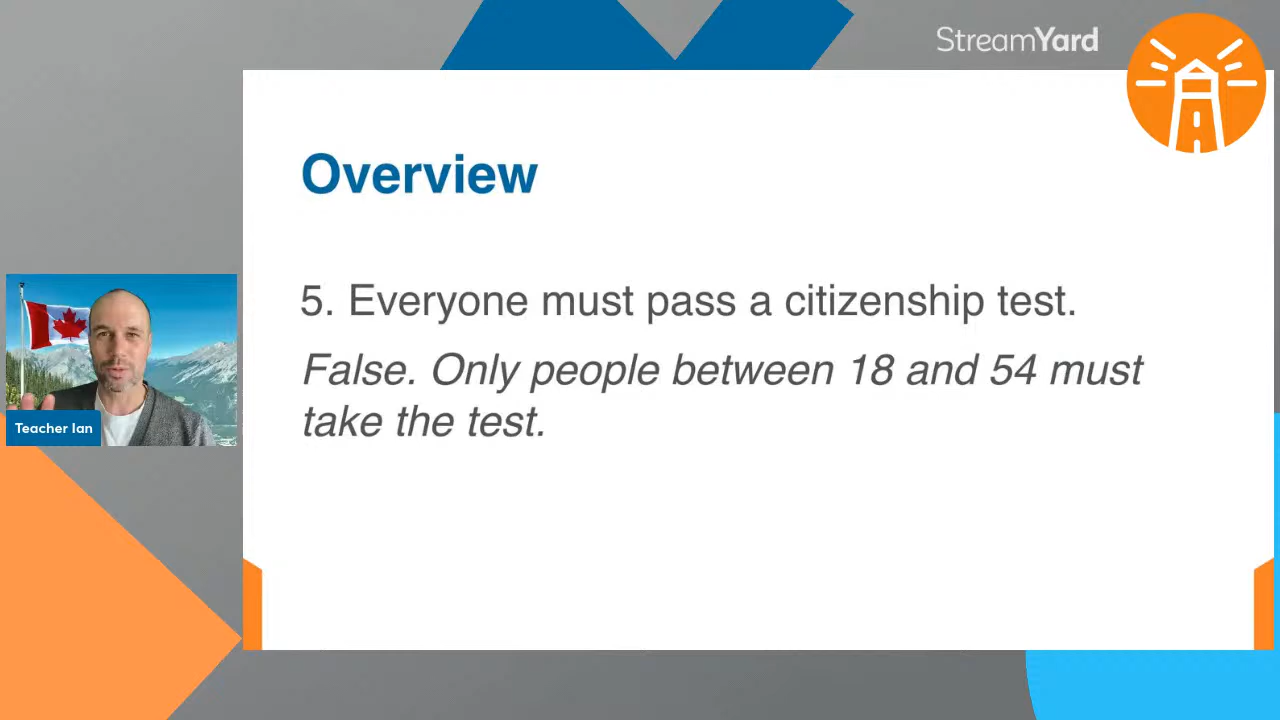 StreamYard
Overview
5. Everyone must pass a citizenship test.
False. Only people between 18 and 54 must
take the test.
Teacher Ian